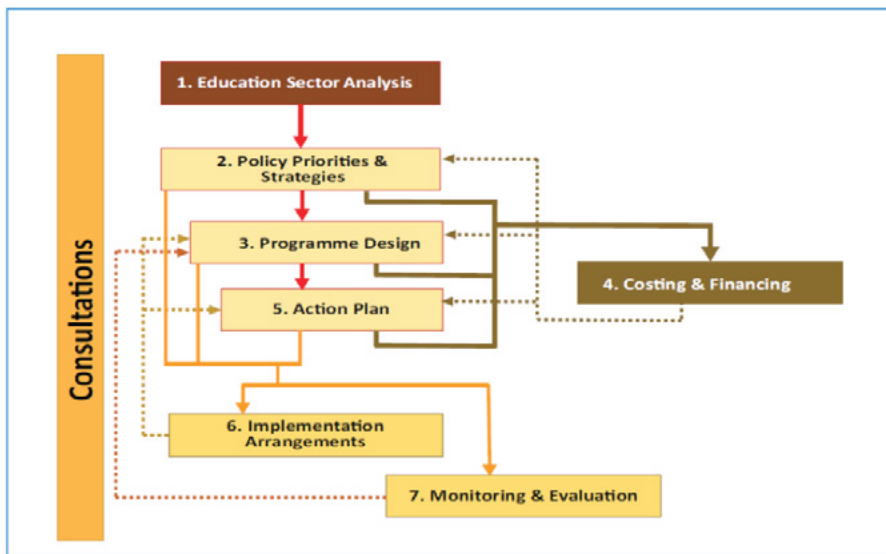 Consultations
1. Education Sector Analysis
2. Policy Priorities &
Strategies
3. Programme Design
4. Costing & Financing
5. Action Plan
6. Implementation
Arrangements
7. Monitoring & Evaluation